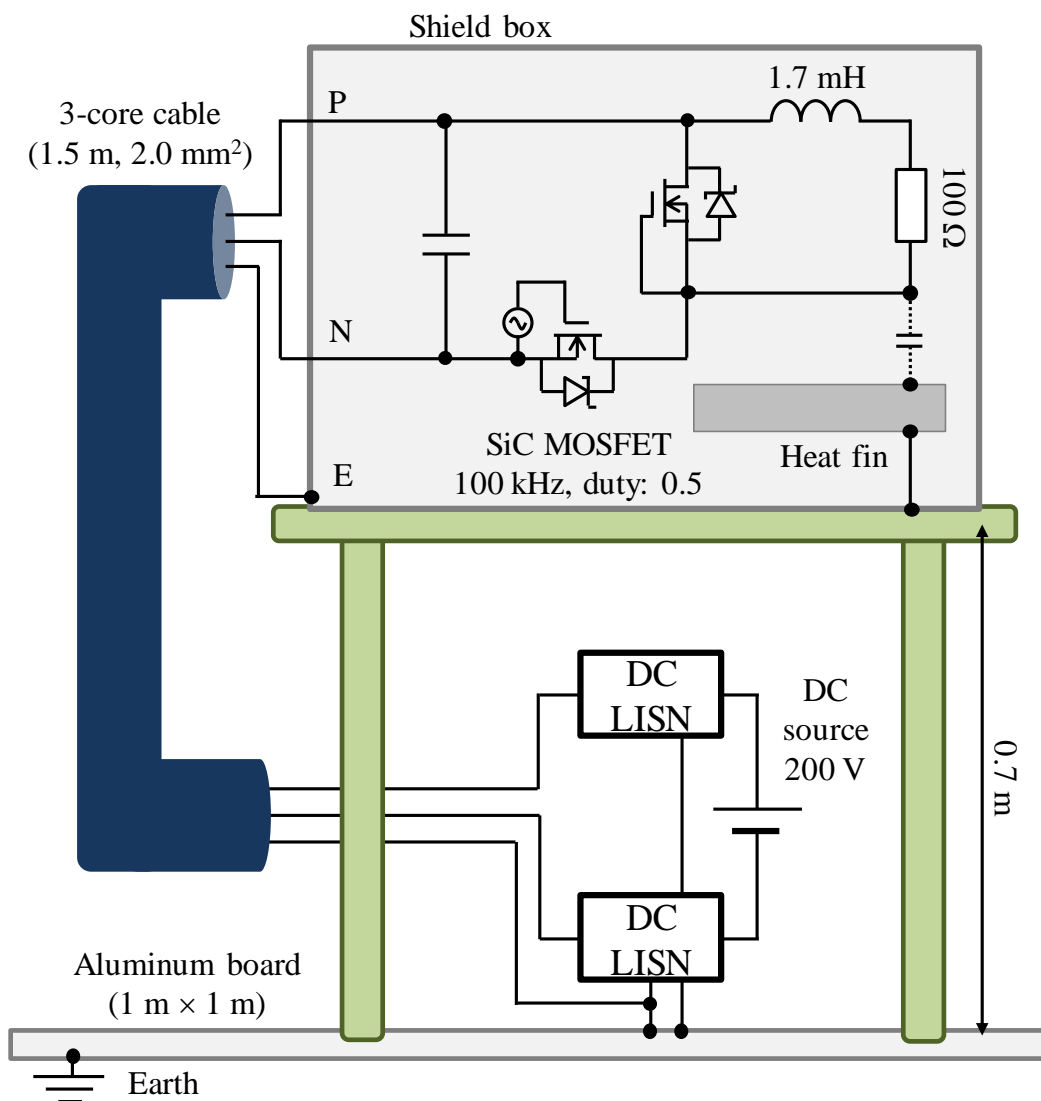 Shield box
P
1.7 mH
3-core cable
(1.5 m, 2.0 mm²)
100 Ω
N
SiC MOSFET
100 kHz, duty: 0.5
Heat fin
E
DC
LISN
DC
source
200 V
0.7 m
DC
LISN
Aluminum board
(1 m × 1 m)
Earth